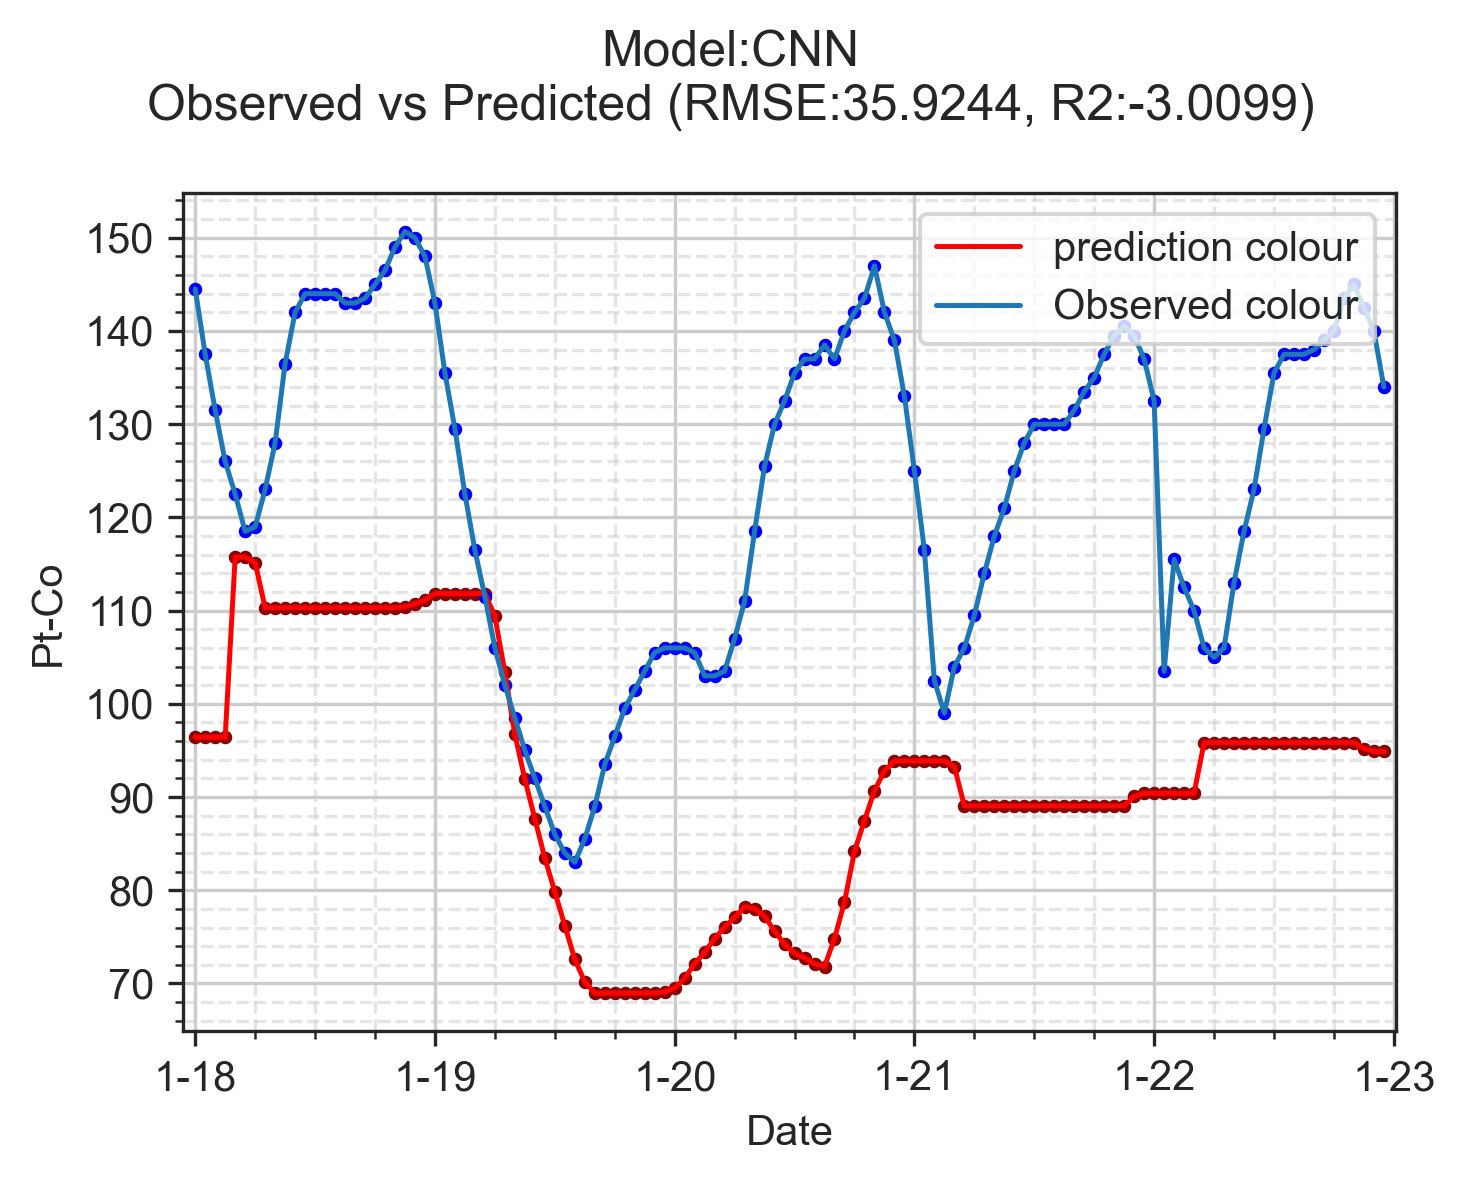 Model:CNN
Observed vs Predicted (RMSE:35.9244, R2:-3.0099)
prediction colour
Observed colour
Pt-Co
150
140
130
120
110
100
90
80
70
1-18
1-19
1-20
1-21
1-22
1-23
Date